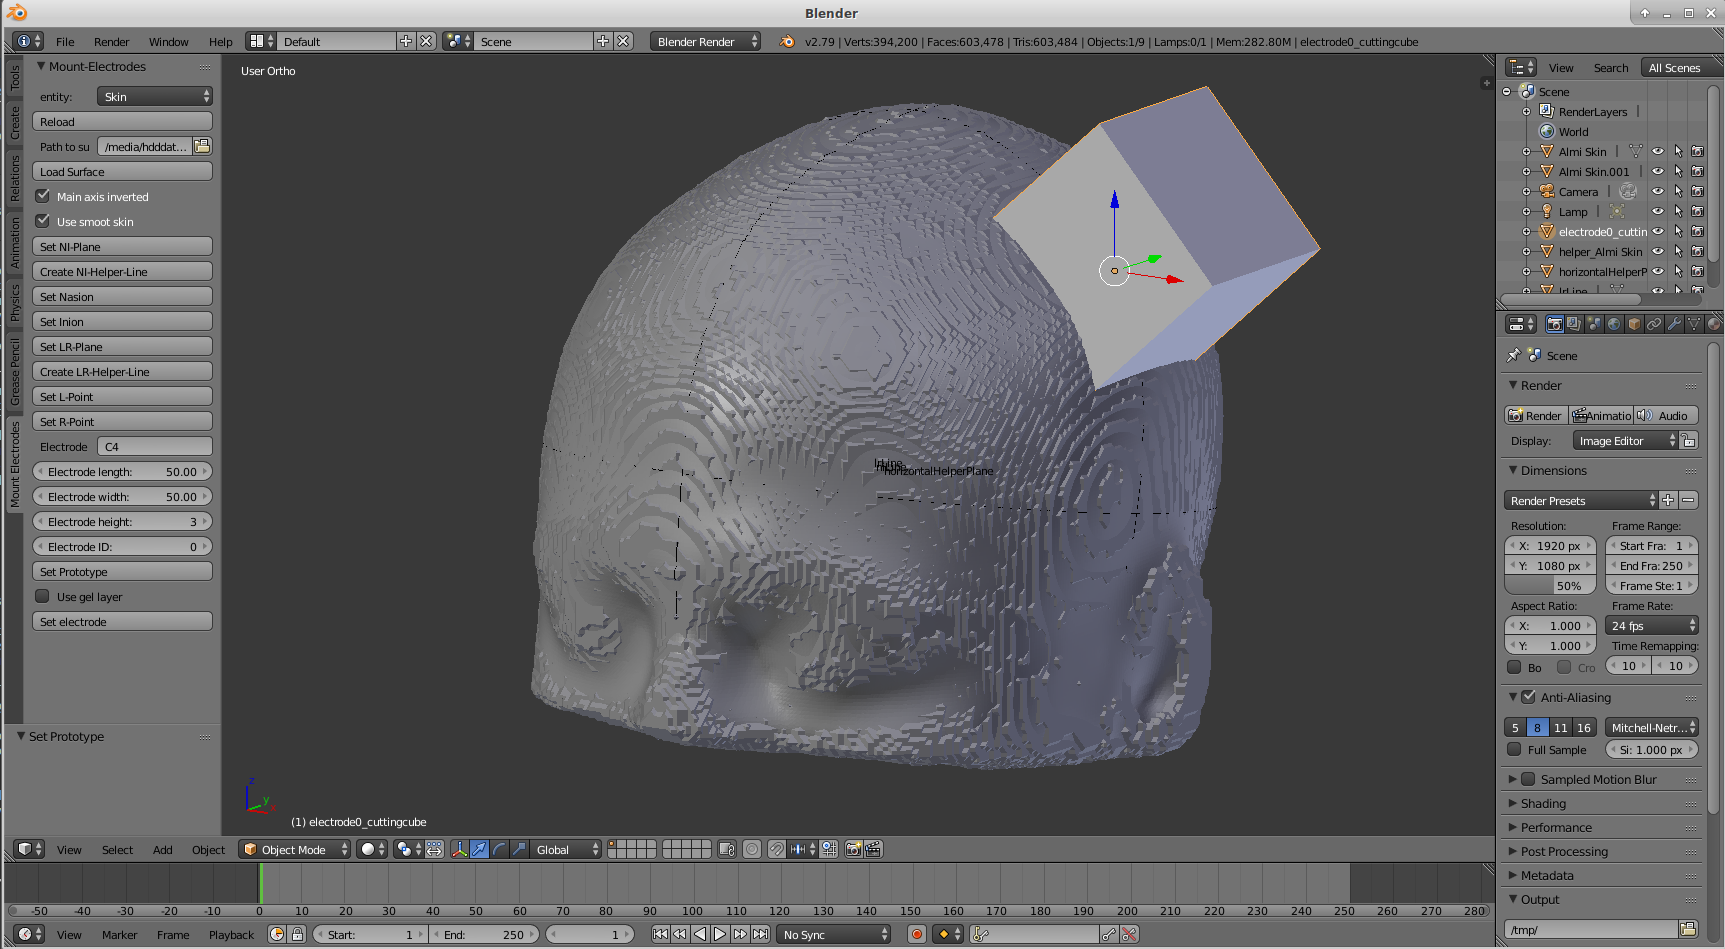 Blender
File Render Window Help Default Scene Blender Render v2.79 | Verts:394,200 | Faces:603,478 | Tris:603,484 | Objects:1/9 | Lamps:0/1 | Mem:282.80M | electrode0_cuttingcube
Tools
Create
Relations
Animation
Physics
Grease Pencil
Mount Electrodes
Mount-Electrodes
entity: Skin
Reload
Path to su /media/hdddat...
Load Surface
Main axis inverted
Use smoot skin
Set NI-Plane
Create NI-Helper-Line
Set Nasion
Set Inion
Set LR-Plane
Create LR-Helper-Line
Set L-Point
Set R-Point
Electrode C4
Electrode length: 50.00
Electrode width: 50.00
Electrode height: 3
Electrode ID: 0
Set Prototype
Use gel layer
Set electrode
Set Prototype
User Ortho
lrLine
horizontalHelperPlane
z
y
x
(1) electrode0_cuttingcube
View Select Add Object Object Mode Global
-50 -40 -30 -20 -10 0 10 20 30 40 50 60 70 80 90 100 110 120 130 140 150 160 170 180 190 200 210 220 230 240 250 260 270 280
View Marker Frame Playback Start: 1 End: 250 1 No Sync
View Search All Scenes
Scene
RenderLayers |
World
Almi Skin |
Almi Skin.001 |
Camera |
Lamp |
electrode0_cuttin
helper_Almi Skin
horizontalHelperP
lrLine |
Scene
Render
Render Animatio Audio
Display: Image Editor
Dimensions
Render Presets
Resolution: Frame Range:
X: 1920 px Start Fra: 1
Y: 1080 px End Fra: 250
50% Frame Ste: 1
Aspect Ratio: Frame Rate:
X: 1.000 24 fps
Y: 1.000 Time Remapping:
Bo Cro 10 10
Anti-Aliasing
5 8 11 16 Mitchell-Netr...
Full Sample Si: 1.000 px
Sampled Motion Blur
Shading
Performance
Post Processing
Metadata
Output
/tmp/